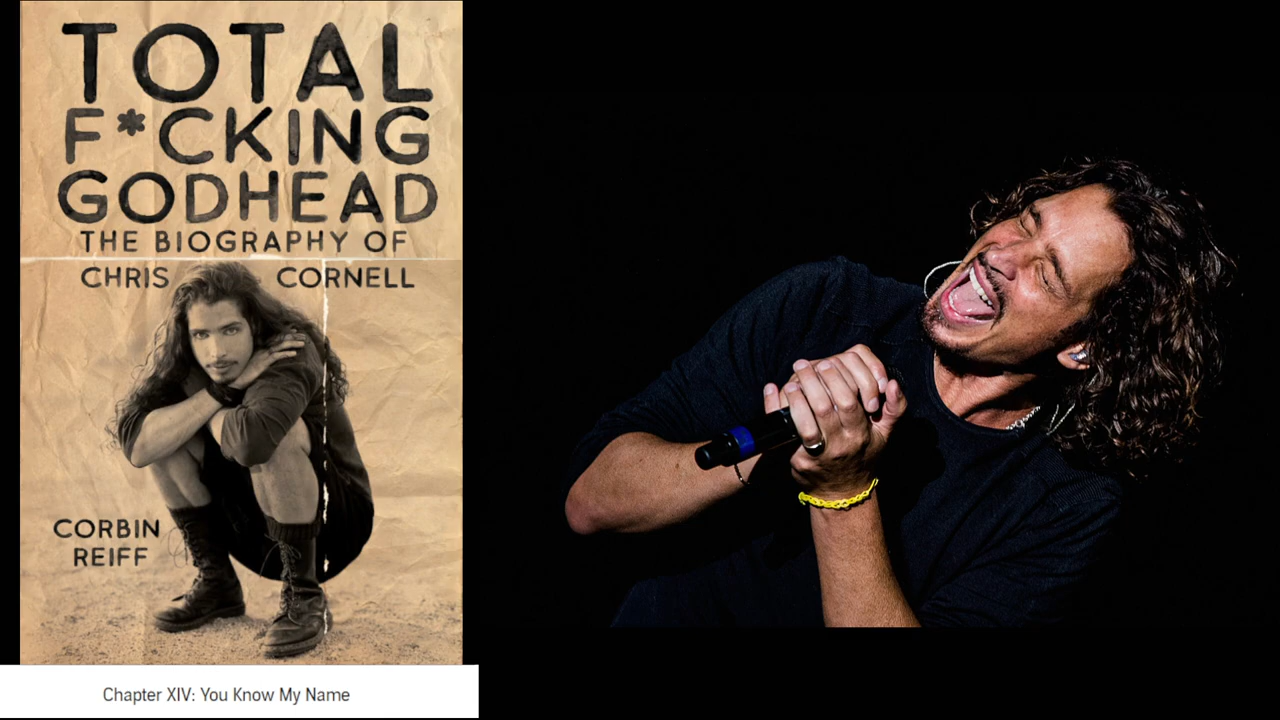 TOTAL
F*CKING
GODHEAD
THE BIOGRAPHY OF
CHRIS CORNELL
CORBIN
REIFF
Chapter XIV: You Know My Name